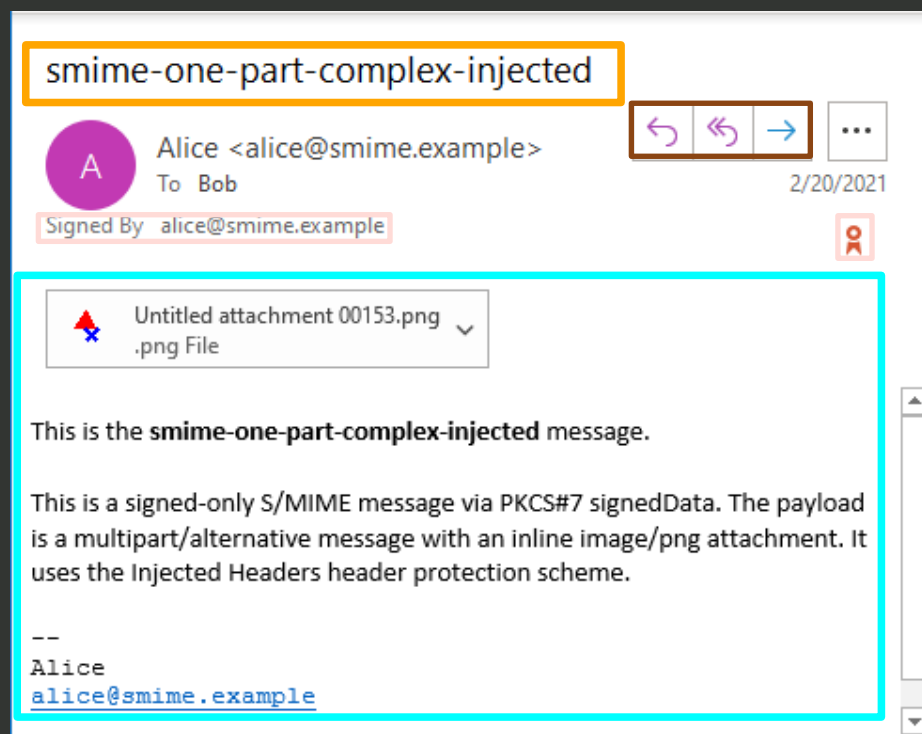 smime-one-part-complex-injected
A
Alice <alice@smime.example>
To Bob
2/20/2021
Signed By alice@smime.example
Untitled attachment 00153.png
.png File
This is the smime-one-part-complex-injected message.
This is a signed-only S/MIME message via PKCS#7 signedData. The payload
is a multipart/alternative message with an inline image/png attachment. It
uses the Injected Headers header protection scheme.
--
Alice
alice@smime.example